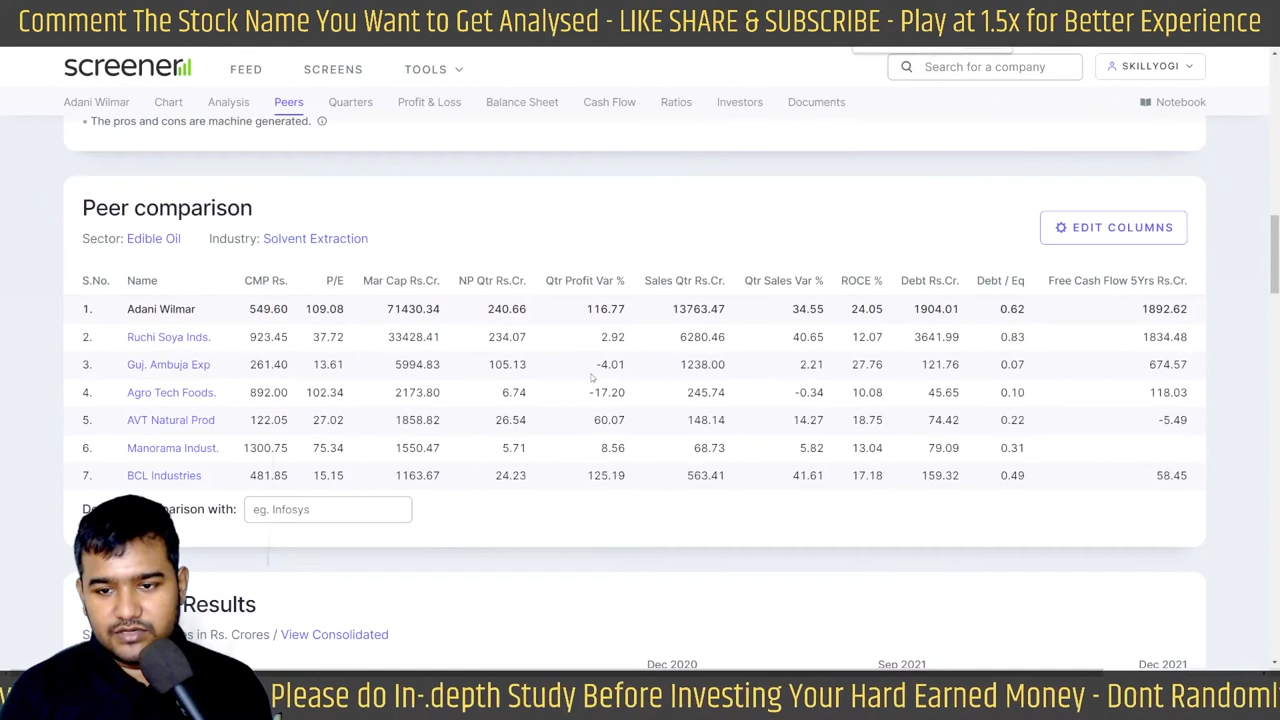 Comment The Stock Name You Want to Get Analysed - LIKE SHARE & SUBSCRIBE - Play at 1.5x for Better Experience
screener FEED SCREENS TOOLS Search for a company SKILLYOGI
Adani Wilmar Chart Analysis Peers Quarters Profit & Loss Balance Sheet Cash Flow Ratios Investors Documents Notebook
• The pros and cons are machine generated.
Peer comparison
EDIT COLUMNS
Sector: Edible Oil Industry: Solvent Extraction
S.No. Name CMP Rs. P/E Mar Cap Rs.Cr. NP Qtr Rs.Cr. Qtr Profit Var % Sales Qtr Rs.Cr. Qtr Sales Var % ROCE % Debt Rs.Cr. Debt / Eq Free Cash Flow 5Yrs Rs.Cr.
1. Adani Wilmar 549.60 109.08 71430.34 240.66 116.77 13763.47 34.55 24.05 1904.01 0.62 1892.62
2. Ruchi Soya Inds. 923.45 37.72 33428.41 234.07 2.92 6280.46 40.65 12.07 3641.99 0.83 1834.48
3. Guj. Ambuja Exp 261.40 13.61 5994.83 105.13 -4.01 1238.00 2.21 27.76 121.76 0.07 674.57
4. Agro Tech Foods. 892.00 102.34 2173.80 6.74 -17.20 245.74 -0.34 10.08 45.65 0.10 118.03
5. AVT Natural Prod 122.05 27.02 1858.82 26.54 60.07 148.14 14.27 18.75 74.42 0.22 -5.49
6. Manorama Indust. 1300.75 75.34 1550.47 5.71 8.56 68.73 5.82 13.04 79.09 0.31
7. BCL Industries 481.85 15.15 1163.67 24.23 125.19 563.41 41.61 17.18 159.32 0.49 58.45
with: eg. Infosys
Results
in Rs. Crores / View Consolidated
Dec 2020 Sep 2021 Dec 2021
Please do In-.depth Study Before Investing Your Hard Earned Money - Dont